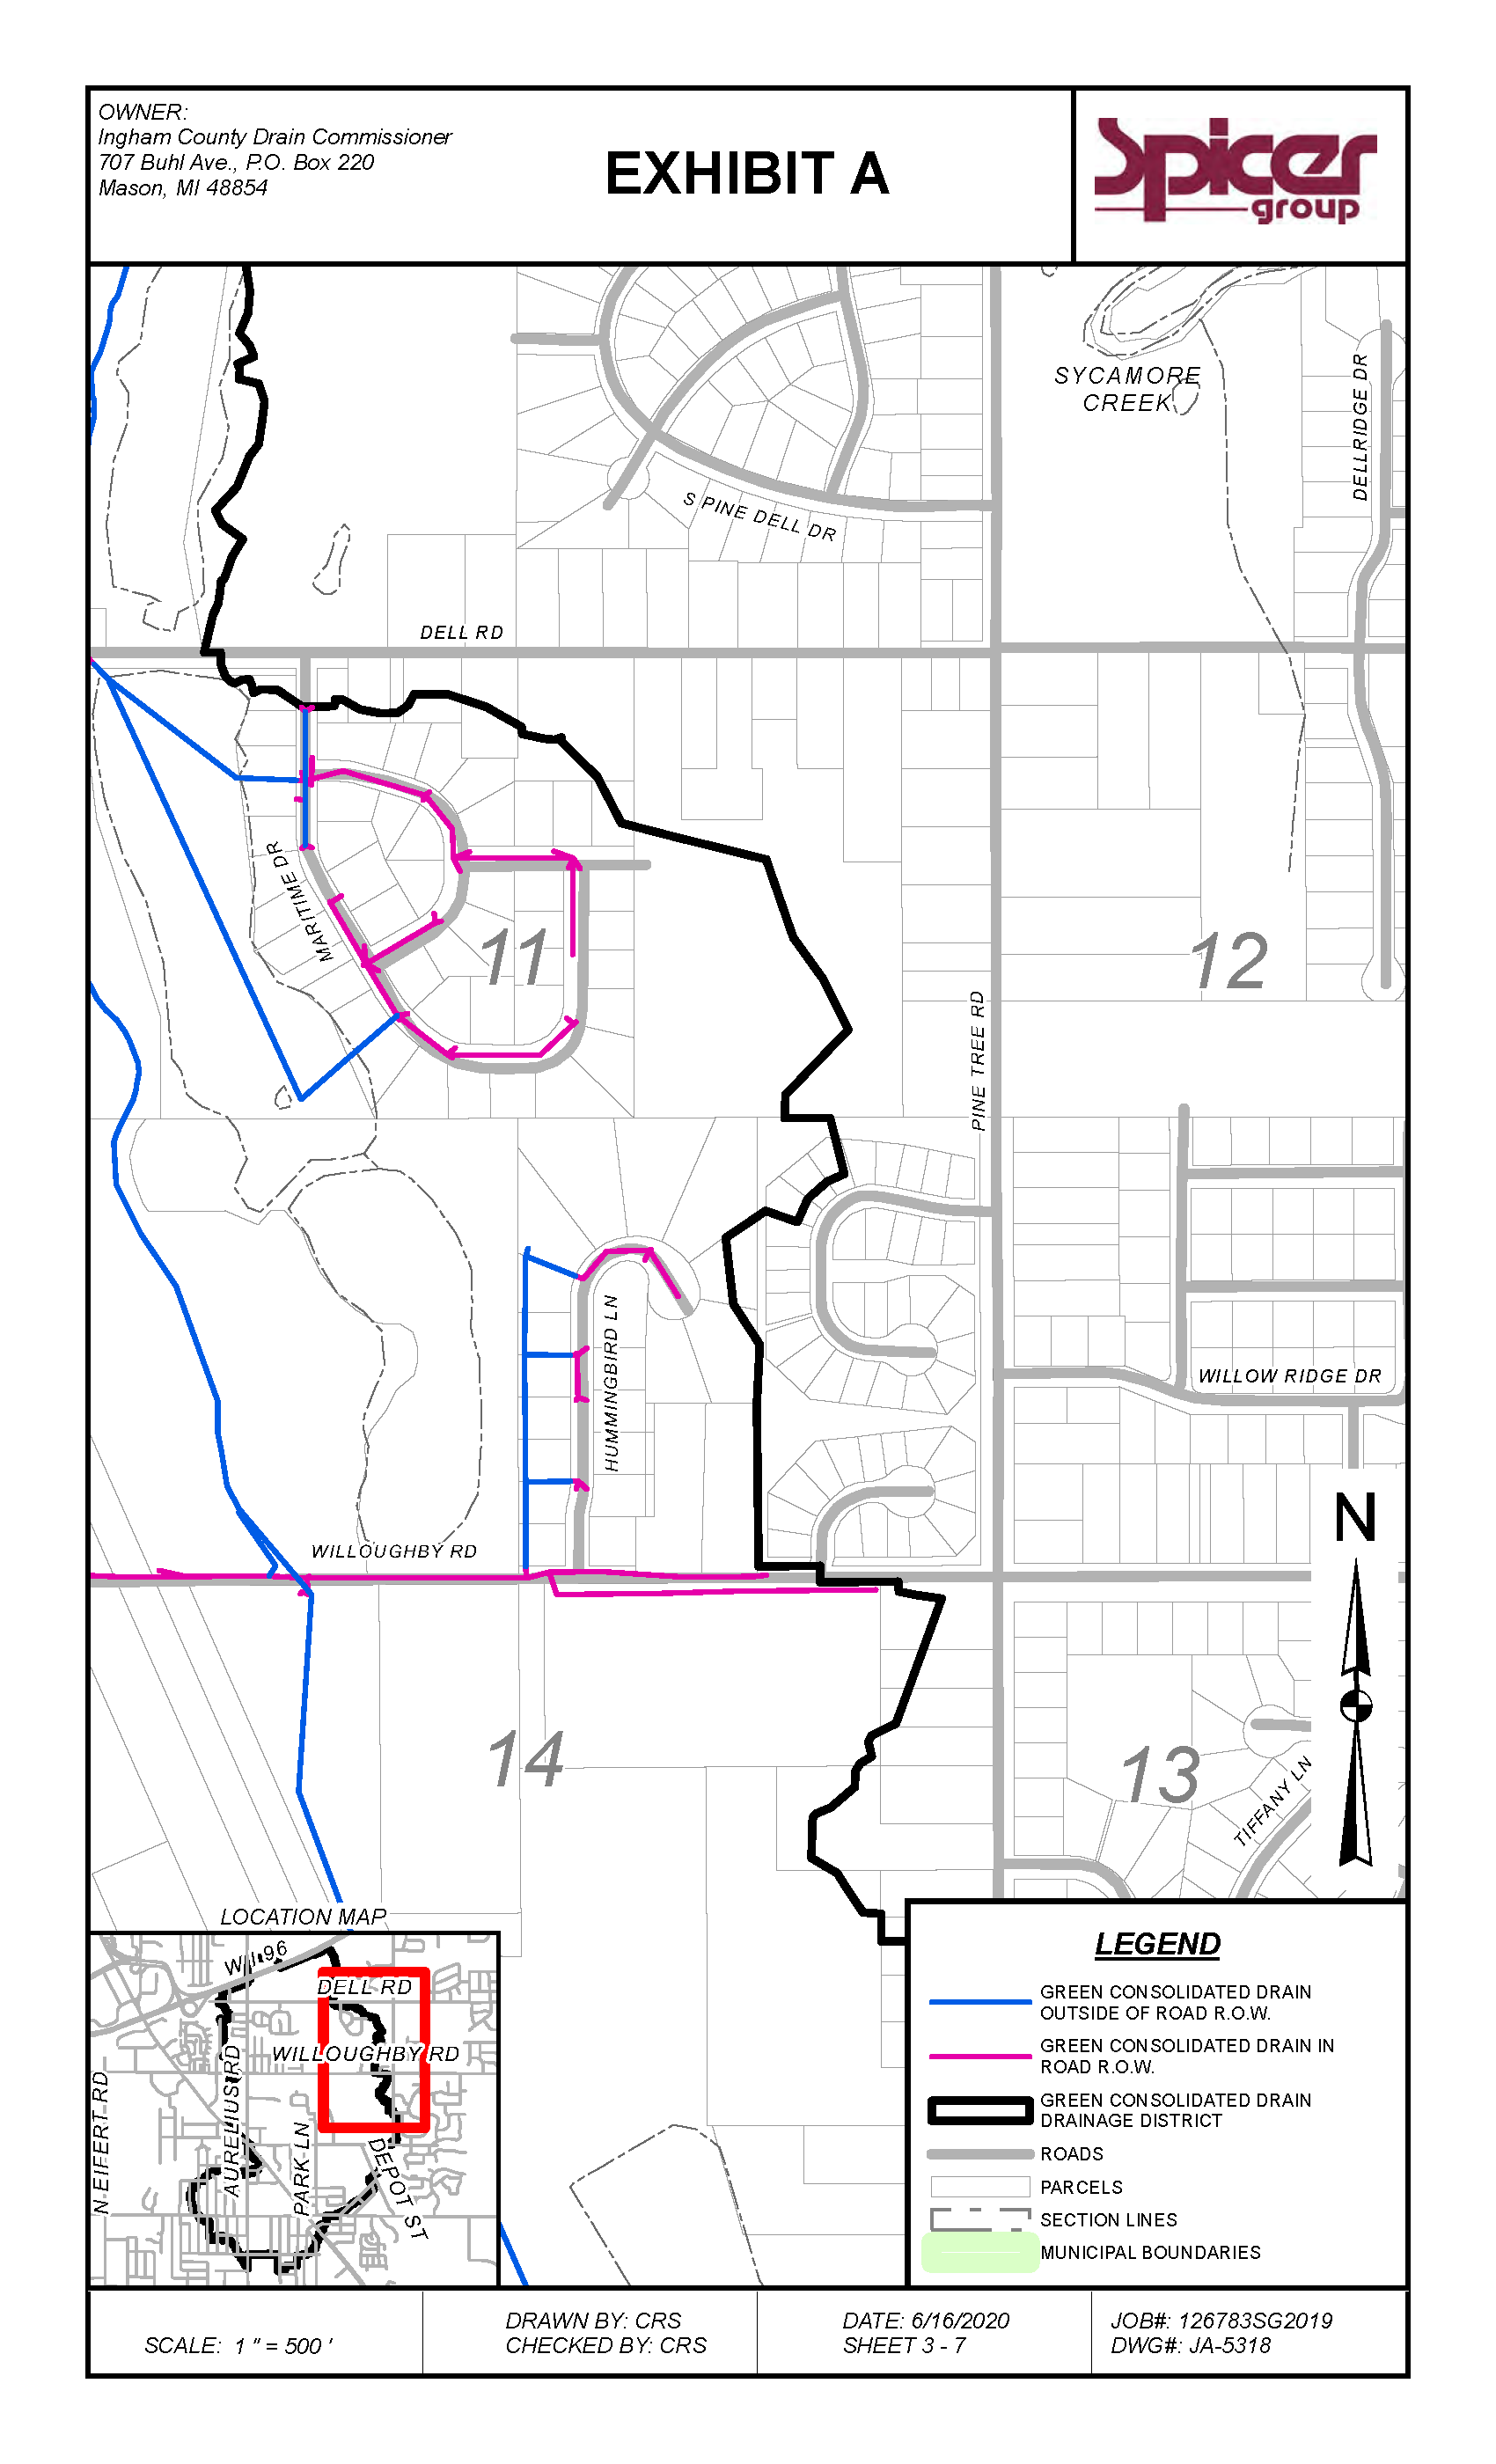 OWNER:
Ingham County Drain Commissioner
707 Buhl Ave., P.O. Box 220
Mason, MI 48854
EXHIBIT A
Spicer
group
SYCAMORE
CREEK
DELLRIDGE DR
S PINE DELL DR
DELL RD
MARITIME DR
11
12
PINE TREE RD
HUMMINGBIRD LN
WILLOW RIDGE DR
N
WILLOUGHBY RD
14
13
TIFFANY LN
LOCATION MAP
W I 96
DELL RD
WILLOUGHBY RD
N EIFERT RD
AURELIUS RD
PARK LN
DEPOT ST
LEGEND
GREEN CONSOLIDATED DRAIN
OUTSIDE OF ROAD R.O.W.
GREEN CONSOLIDATED DRAIN IN
ROAD R.O.W.
GREEN CONSOLIDATED DRAIN
DRAINAGE DISTRICT
ROADS
PARCELS
SECTION LINES
MUNICIPAL BOUNDARIES
SCALE: 1 " = 500 '
DRAWN BY: CRS
CHECKED BY: CRS
DATE: 6/16/2020
SHEET 3 - 7
JOB#: 126783SG2019
DWG#: JA-5318